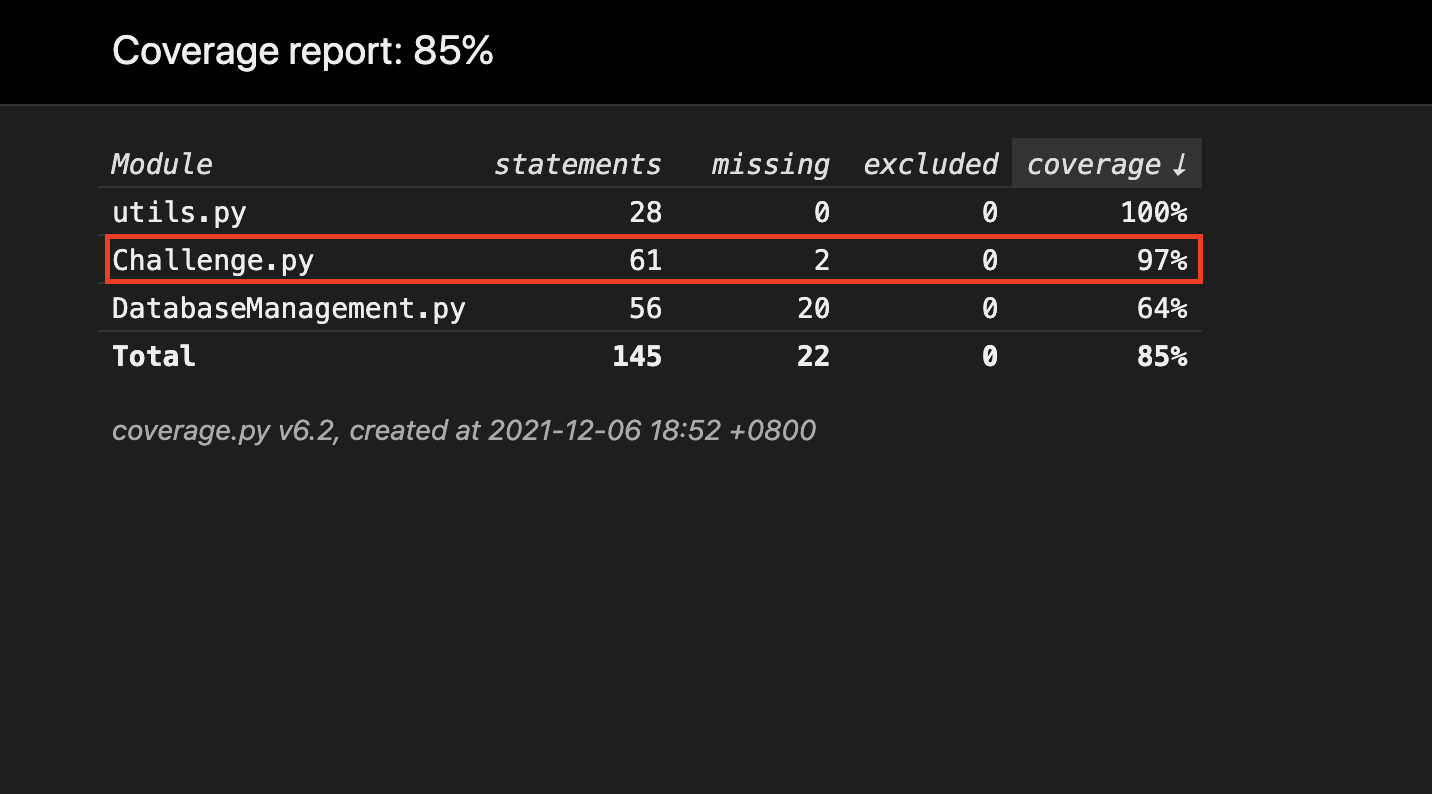 Coverage report: 85%
Module statements missing excluded coverage ↓
utils.py 28 0 0 100%
Challenge.py 61 2 0 97%
DatabaseManagement.py 56 20 0 64%
Total 145 22 0 85%
coverage.py v6.2, created at 2021-12-06 18:52 +0800